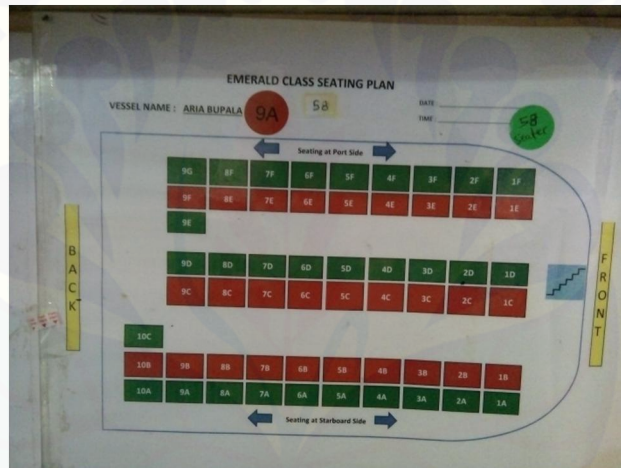 EMERALD CLASS SEATING PLAN
VESSEL NAME : ARIA BUPALA 9A 58 DATE:
TIME: 58
seater
Seating at Port Side
9G 8F 7F 6F 5F 4F 3F 2F 1F
9F 8E 7E 6E 5E 4E 3E 2E 1E
9E
9D 8D 7D 6D 5D 4D 3D 2D 1D
9C 8C 7C 6C 5C 4C 3C 2C 1C
10C
10B 9B 8B 7B 6B 5B 4B 3B 2B 1B
10A 9A 8A 7A 6A 5A 4A 3A 2A 1A
Seating at Starboard Side
BACK
FRONT